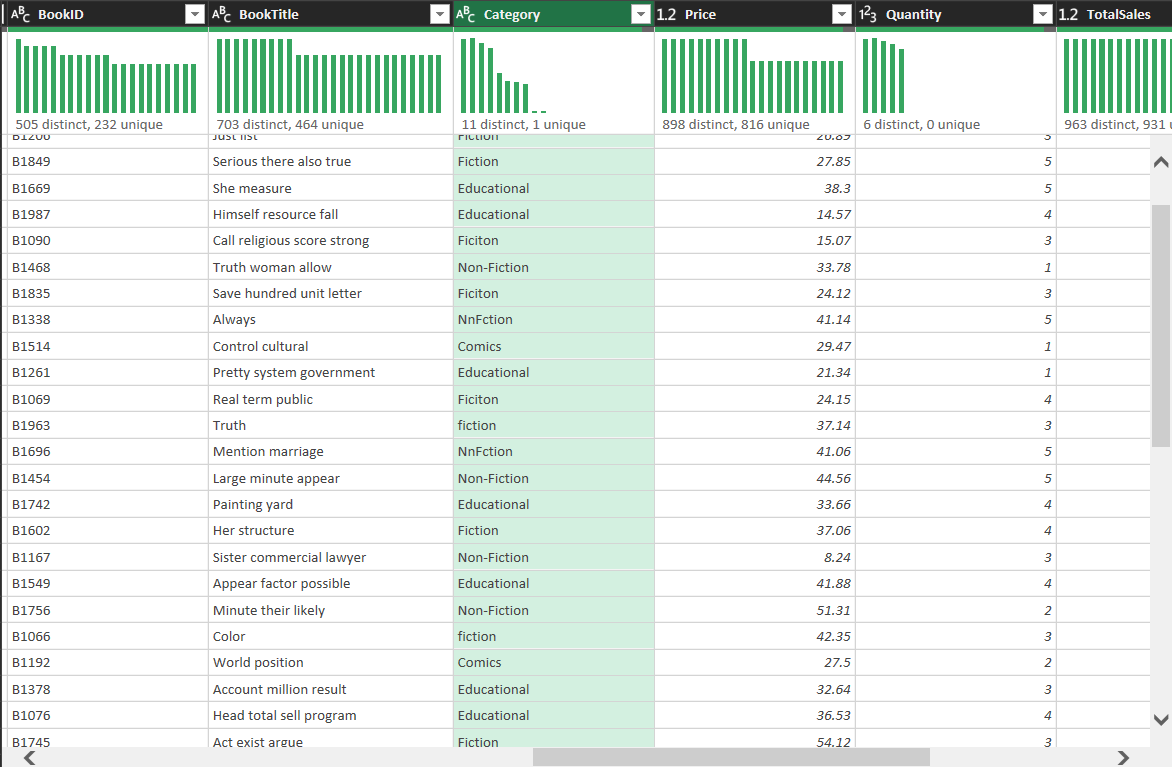 ABC BookID ABC BookTitle ABC Category 1.2 Price 123 Quantity 1.2 TotalSales
505 distinct, 232 unique 703 distinct, 464 unique 11 distinct, 1 unique 898 distinct, 816 unique 6 distinct, 0 unique 963 distinct, 931 u
B1206 Just list Fiction 26.89 3
B1849 Serious there also true Fiction 27.85 5
B1669 She measure Educational 38.3 5
B1987 Himself resource fall Educational 14.57 4
B1090 Call religious score strong Ficiton 15.07 3
B1468 Truth woman allow Non-Fiction 33.78 1
B1835 Save hundred unit letter Ficiton 24.12 3
B1338 Always NnFction 41.14 5
B1514 Control cultural Comics 29.47 1
B1261 Pretty system government Educational 21.34 1
B1069 Real term public Ficiton 24.15 4
B1963 Truth fiction 37.14 3
B1696 Mention marriage NnFction 41.06 5
B1454 Large minute appear Non-Fiction 44.56 5
B1742 Painting yard Educational 33.66 4
B1602 Her structure Fiction 37.06 4
B1167 Sister commercial lawyer Non-Fiction 8.24 3
B1549 Appear factor possible Educational 41.88 4
B1756 Minute their likely Non-Fiction 51.31 2
B1066 Color fiction 42.35 3
B1192 World position Comics 27.5 2
B1378 Account million result Educational 32.64 3
B1076 Head total sell program Educational 36.53 4
B1745 Act exist argue Fiction 54.12 3